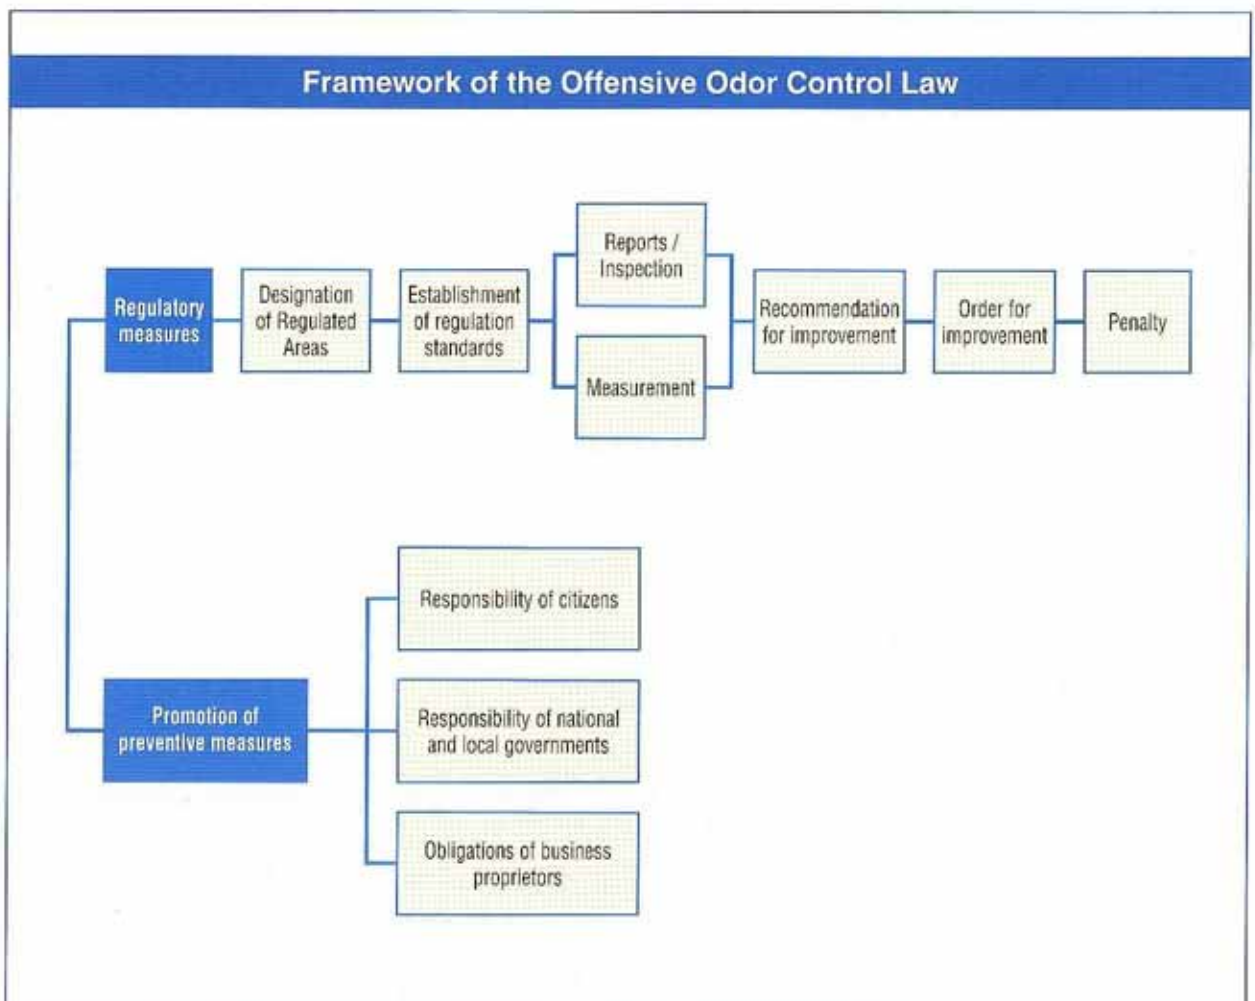 Framework of the Offensive Odor Control Law
Regulatory
measures
Designation
of Regulated
Areas
Establishment
of regulation
standards
Reports /
Inspection
Measurement
Recommendation
for improvement
Order for
improvement
Penalty
Promotion of
preventive measures
Responsibility of citizens
Responsibility of national
and local governments
Obligations of business
proprietors